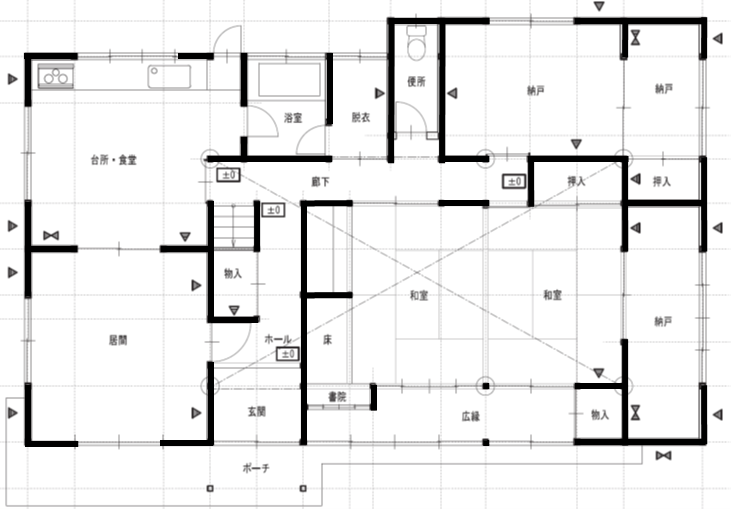 便所
納戸
納戸
浴室
脱衣
台所・食堂
廊下
押入
押入
±0
±0
±0
物入
和室
和室
納戸
居間
ホール
床
±0
書院
玄関
広縁
物入
ポーチ